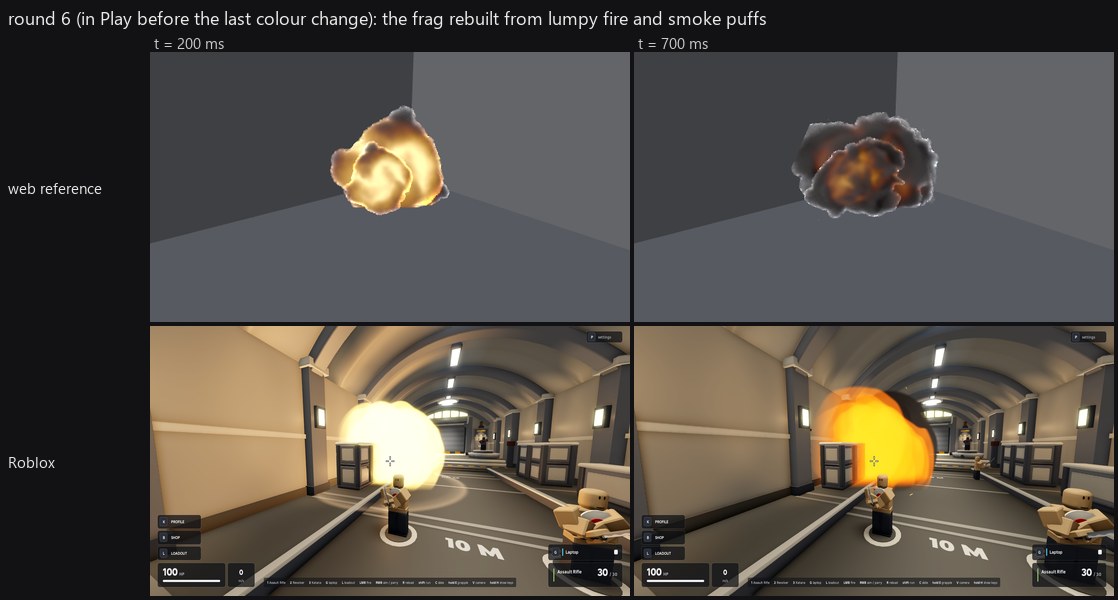 round 6 (in Play before the last colour change): the frag rebuilt from lumpy fire and smoke puffs
t = 200 ms
t = 700 ms
web reference
Roblox
P settings
P settings
10 M
10 M
PROFILE
B SHOP
L LOADOUT
100 HP
0
Laptop
Assault Rifle 30
PROFILE
B SHOP
L LOADOUT
100 HP
0
Laptop
Assault Rifle 30